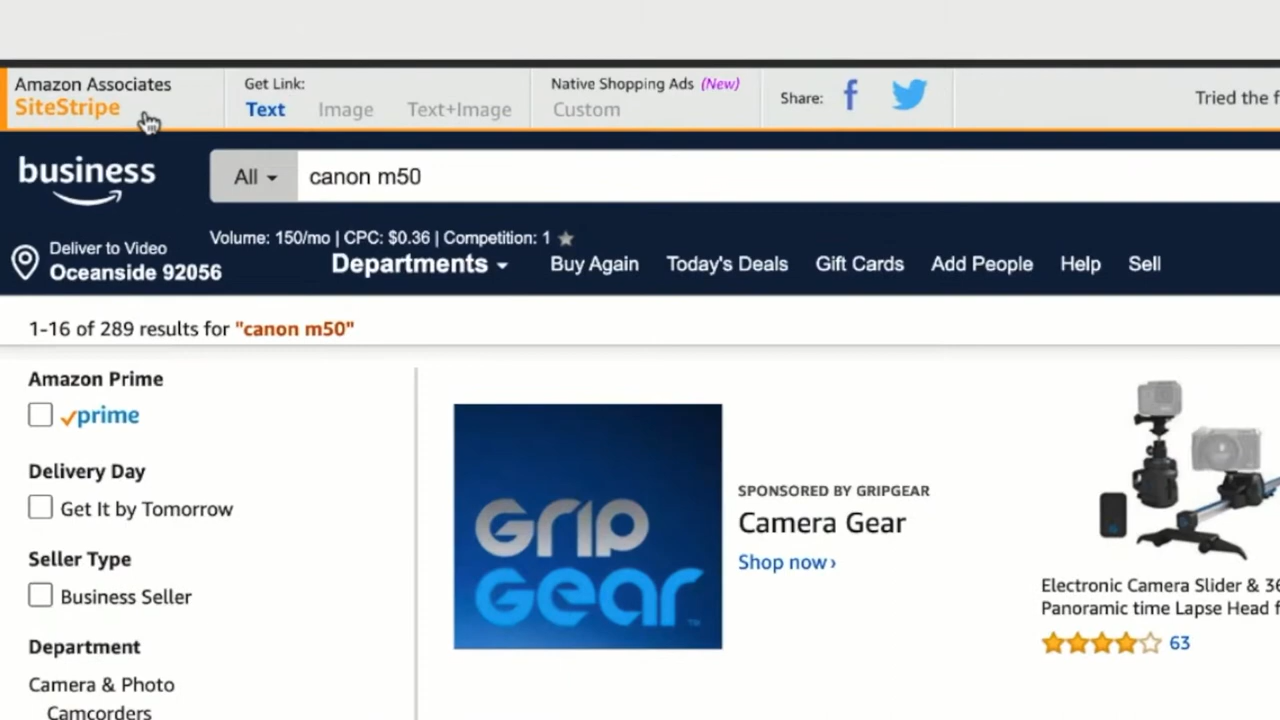 Amazon Associates
SiteStripe
Get Link:
Text Image Text+Image
Native Shopping Ads (New)
Custom
Share:
Tried the f
business
All
canon m50
Volume: 150/mo | CPC: $0.36 | Competition: 1
Deliver to Video
Oceanside 92056
Departments Buy Again Today's Deals Gift Cards Add People Help Sell
1-16 of 289 results for "canon m50"
Amazon Prime
prime
Delivery Day
Get It by Tomorrow
Seller Type
Business Seller
Department
Camera & Photo
Camcorders
Grip
Gear™
SPONSORED BY GRIPGEAR
Camera Gear
Shop now ›
Electronic Camera Slider & 36
Panoramic time Lapse Head f
63